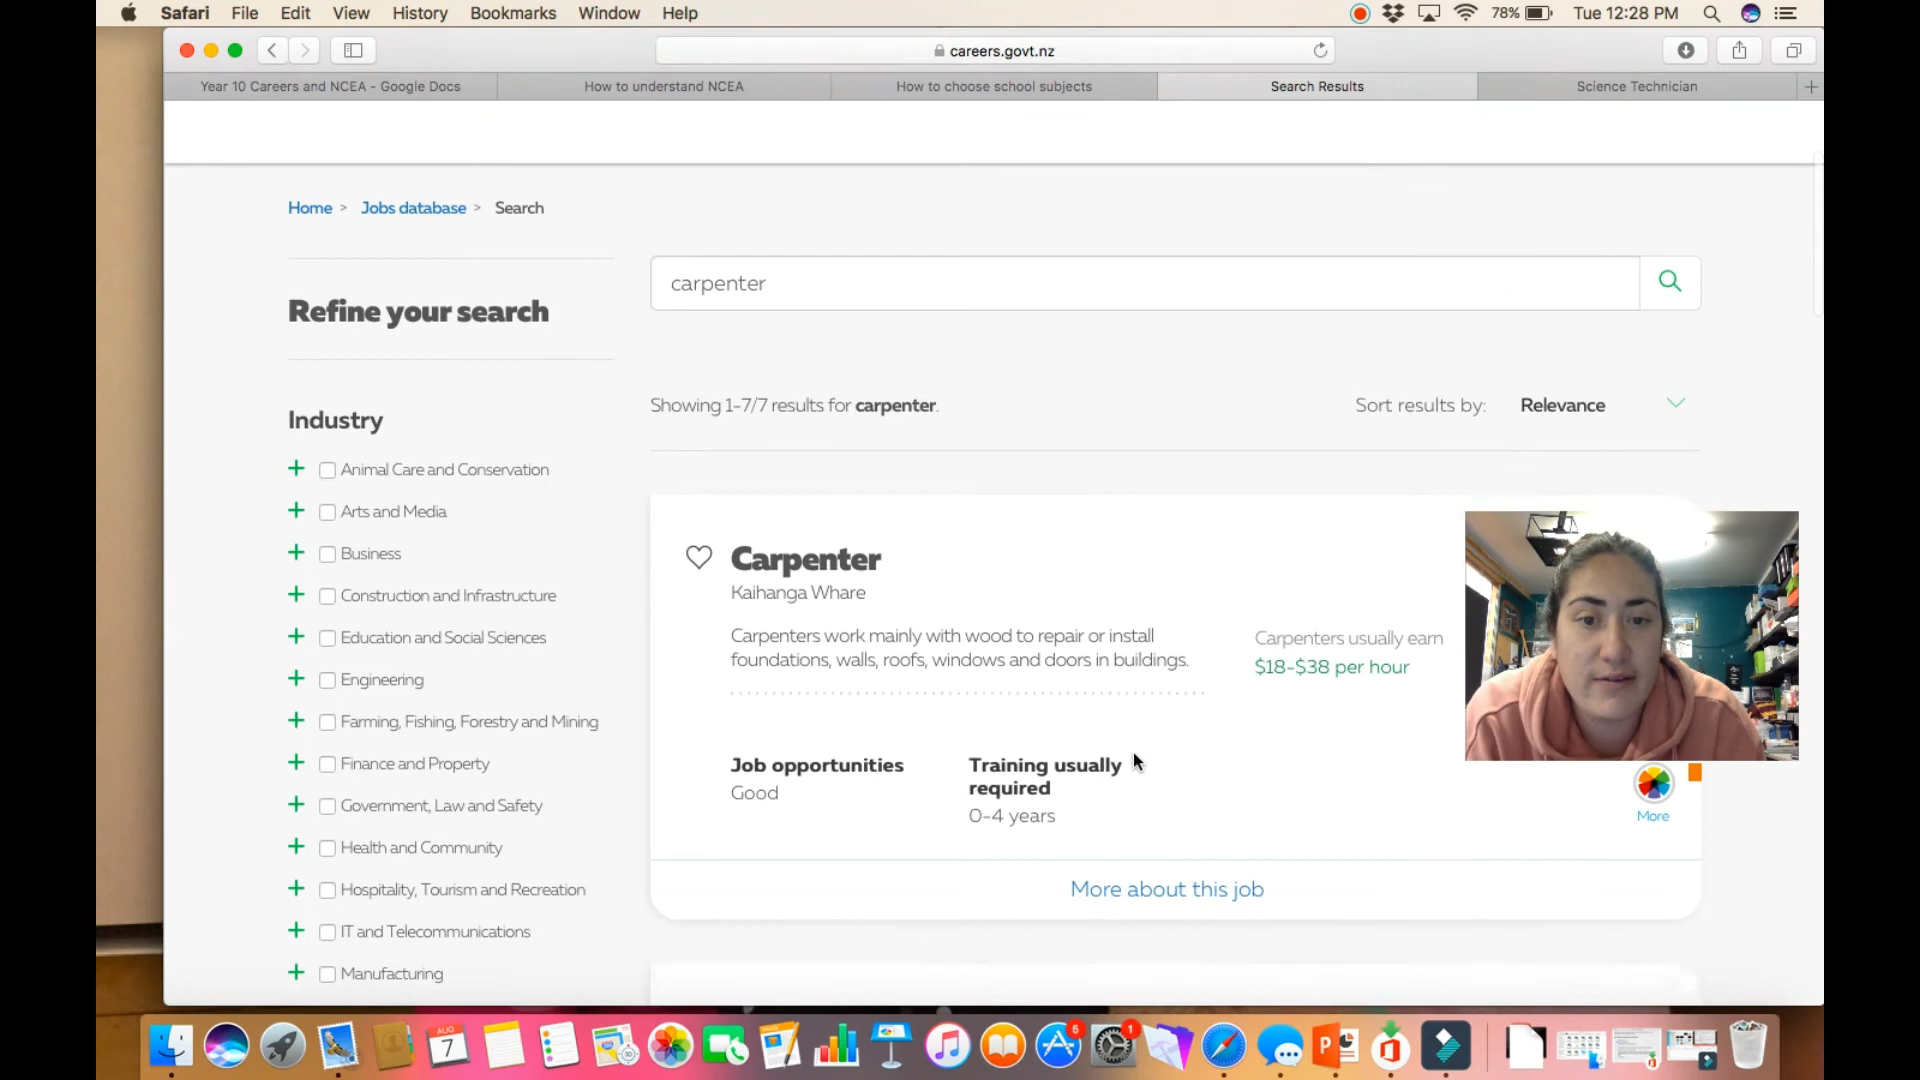 Safari File Edit View History Bookmarks Window Help 78% Tue 12:28 PM
careers.govt.nz
Year 10 Careers and NCEA - Google Docs How to understand NCEA How to choose school subjects Search Results Science Technician
Home > Jobs database > Search
Refine your search
carpenter
Showing 1-7/7 results for carpenter.
Sort results by: Relevance
Industry
Animal Care and Conservation
Arts and Media
Business
Construction and Infrastructure
Education and Social Sciences
Engineering
Farming, Fishing, Forestry and Mining
Finance and Property
Government, Law and Safety
Health and Community
Hospitality, Tourism and Recreation
IT and Telecommunications
Manufacturing
Carpenter
Kaihanga Whare
Carpenters work mainly with wood to repair or install
foundations, walls, roofs, windows and doors in buildings.
Carpenters usually earn
$18-$38 per hour
Job opportunities
Good
Training usually
required
0-4 years
More
More about this job
AUG
7
30
5
1
P